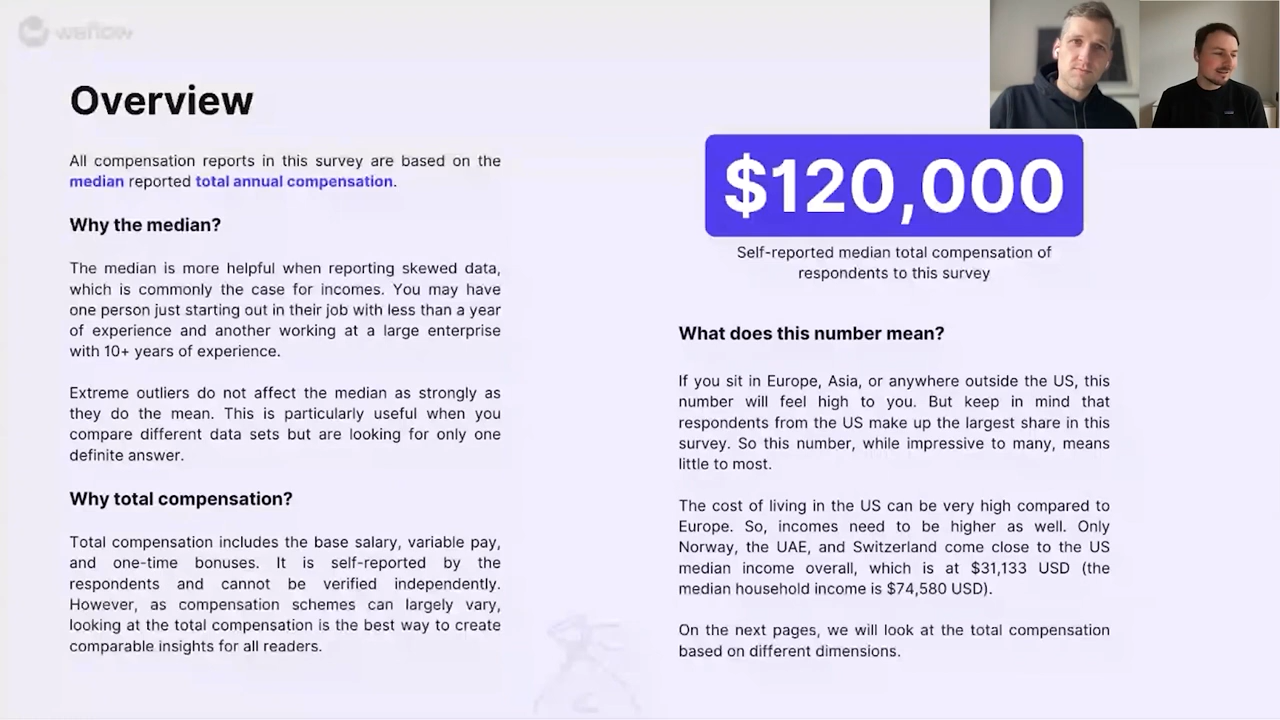 weflow
Overview
All compensation reports in this survey are based on the
median reported total annual compensation.
Why the median?
The median is more helpful when reporting skewed data,
which is commonly the case for incomes. You may have
one person just starting out in their job with less than a year
of experience and another working at a large enterprise
with 10+ years of experience.
Extreme outliers do not affect the median as strongly as
they do the mean. This is particularly useful when you
compare different data sets but are looking for only one
definite answer.
Why total compensation?
Total compensation includes the base salary, variable pay,
and one-time bonuses. It is self-reported by the
respondents and cannot be verified independently.
However, as compensation schemes can largely vary,
looking at the total compensation is the best way to create
comparable insights for all readers.
$120,000
Self-reported median total compensation of
respondents to this survey
What does this number mean?
If you sit in Europe, Asia, or anywhere outside the US, this
number will feel high to you. But keep in mind that
respondents from the US make up the largest share in this
survey. So this number, while impressive to many, means
little to most.
The cost of living in the US can be very high compared to
Europe. So, incomes need to be higher as well. Only
Norway, the UAE, and Switzerland come close to the US
median income overall, which is at $31,133 USD (the
median household income is $74,580 USD).
On the next pages, we will look at the total compensation
based on different dimensions.